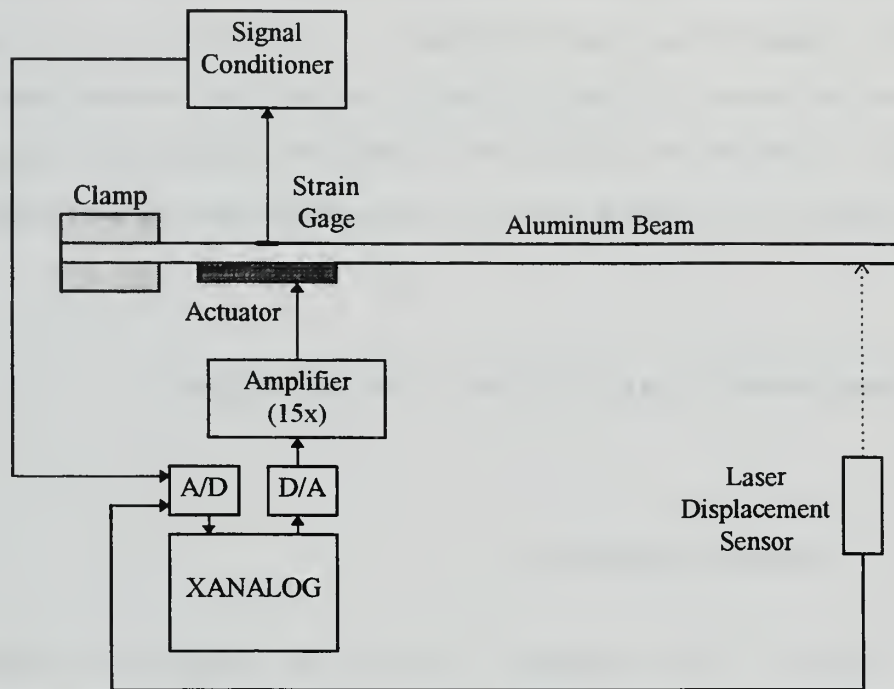 Signal
Conditioner
Clamp
Strain
Gage
Aluminum Beam
Actuator
Amplifier
(15x)
A/D
D/A
Laser
Displacement
Sensor
XANALOG